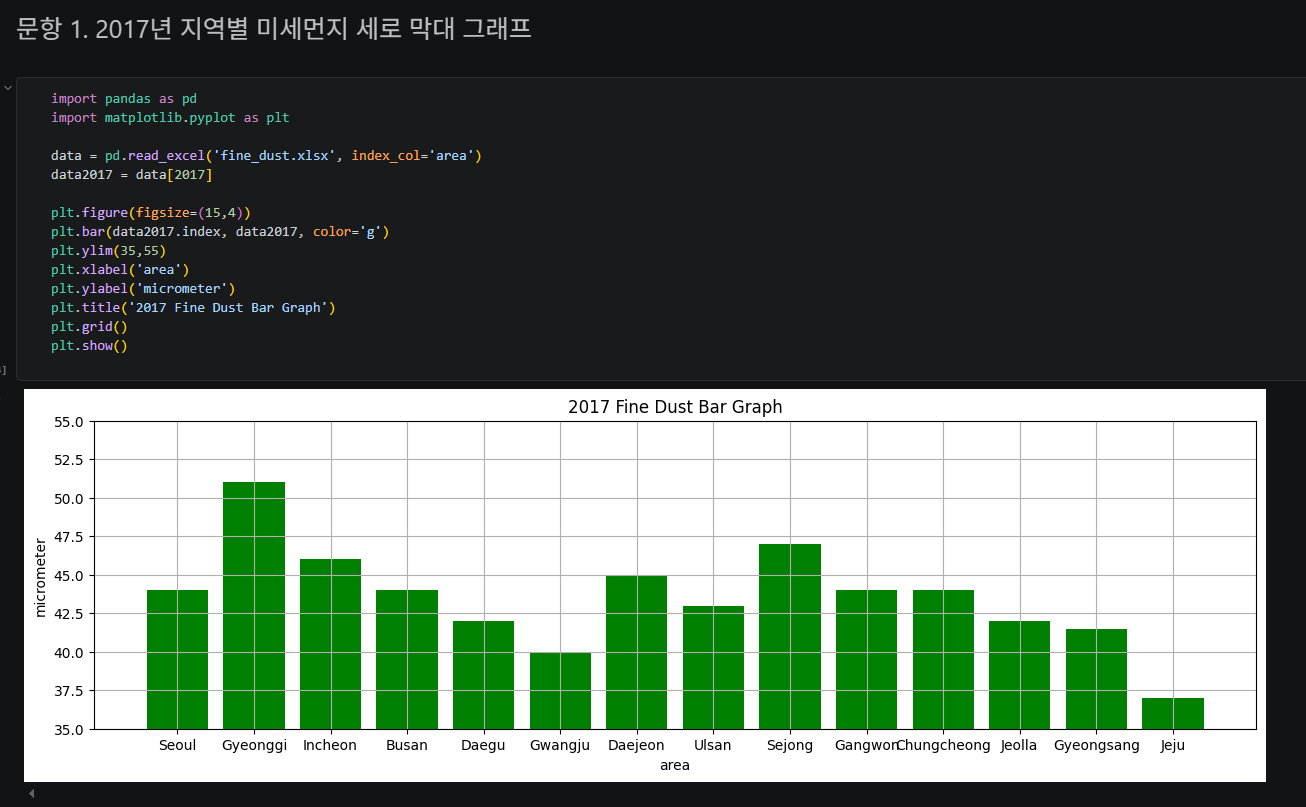 문항 1. 2017년 지역별 미세먼지 세로 막대 그래프
import pandas as pd
import matplotlib.pyplot as plt
data = pd.read_excel('fine_dust.xlsx', index_col='area')
data2017 = data[2017]
plt.figure(figsize=(15,4))
plt.bar(data2017.index, data2017, color='g')
plt.ylim(35,55)
plt.xlabel('area')
plt.ylabel('micrometer')
plt.title('2017 Fine Dust Bar Graph')
plt.grid()
plt.show()
2017 Fine Dust Bar Graph
55.0
52.5
50.0
47.5
45.0
42.5
40.0
37.5
35.0
micrometer
Seoul Gyeonggi Incheon Busan Daegu Gwangju Daejeon Ulsan Sejong Gangwon Chungcheong Jeolla Gyeongsang Jeju
area